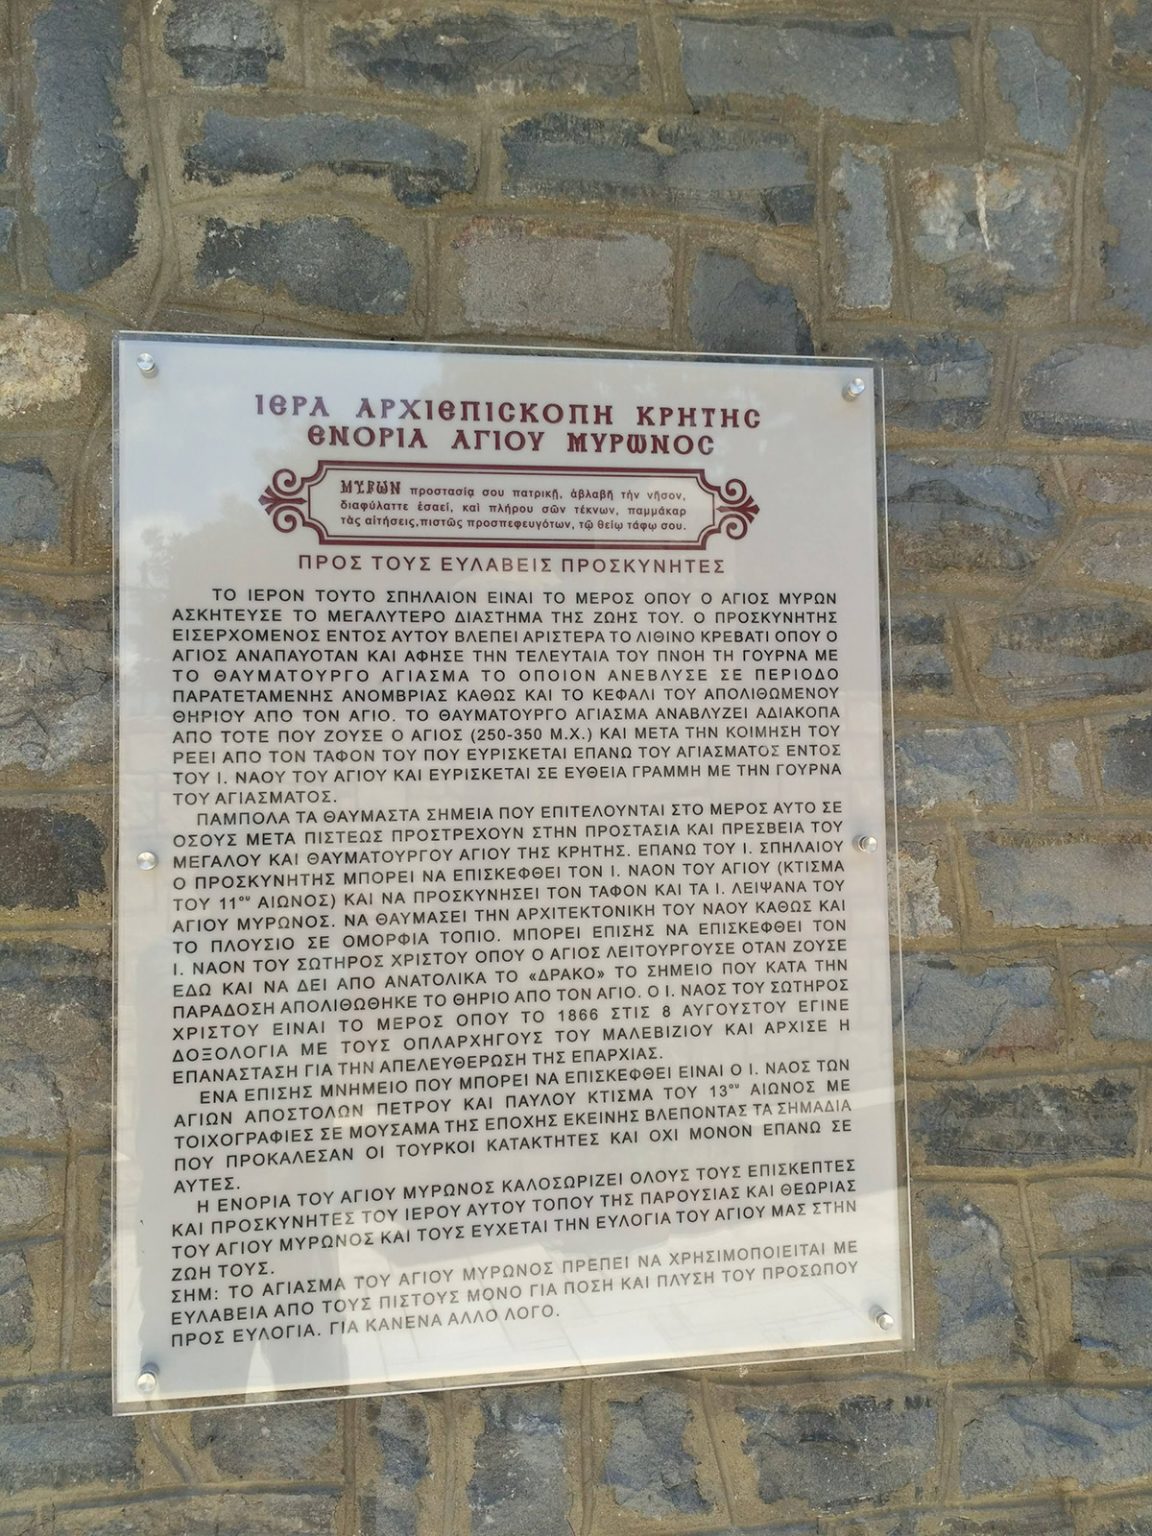 ΙΕΡΑ ΑΡΧΙΕΠΙCΚΟΠΗ ΚΡΗΤΗC
ΕΝΟΡΙΑ ΑΓΙΟΥ ΜΥΡΩΝΟC
ΜΥΡΩΝ προστασίᾳ σου πατρικῇ, ἀβλαβῆ τήν νῆσον,
διαφύλαττε ἐσαεί, καί πλήρου σῶν τέκνων, παμμάκαρ
τὰς αἰτήσεις,πιστῶς προσπεφευγότων, τῷ θείῳ τάφῳ σου.
ΠΡΟΣ ΤΟΥΣ ΕΥΛΑΒΕΙΣ ΠΡΟΣΚΥΝΗΤΕΣ
ΤΟ ΙΕΡΟΝ ΤΟΥΤΟ ΣΠΗΛΑΙΟΝ ΕΙΝΑΙ ΤΟ ΜΕΡΟΣ ΟΠΟΥ Ο ΑΓΙΟΣ ΜΥΡΩΝ
ΑΣΚΗΤΕΥΣΕ ΤΟ ΜΕΓΑΛΥΤΕΡΟ ΔΙΑΣΤΗΜΑ ΤΗΣ ΖΩΗΣ ΤΟΥ. Ο ΠΡΟΣΚΥΝΗΤΗΣ
ΕΙΣΕΡΧΟΜΕΝΟΣ ΕΝΤΟΣ ΑΥΤΟΥ ΒΛΕΠΕΙ ΑΡΙΣΤΕΡΑ ΤΟ ΛΙΘΙΝΟ ΚΡΕΒΑΤΙ ΟΠΟΥ Ο
ΑΓΙΟΣ ΑΝΑΠΑΥΟΤΑΝ ΚΑΙ ΑΦΗΣΕ ΤΗΝ ΤΕΛΕΥΤΑΙΑ ΤΟΥ ΠΝΟΗ ΤΗ ΓΟΥΡΝΑ ΜΕ
ΤΟ ΘΑΥΜΑΤΟΥΡΓΟ ΑΓΙΑΣΜΑ ΤΟ ΟΠΟΙΟΝ ΑΝΕΒΛΥΣΕ ΣΕ ΠΕΡΙΟΔΟ
ΠΑΡΑΤΕΤΑΜΕΝΗΣ ΑΝΟΜΒΡΙΑΣ ΚΑΘΩΣ ΚΑΙ ΤΟ ΚΕΦΑΛΙ ΤΟΥ ΑΠΟΛΙΘΩΜΕΝΟΥ
ΘΗΡΙΟΥ ΑΠΟ ΤΟΝ ΑΓΙΟ. ΤΟ ΘΑΥΜΑΤΟΥΡΓΟ ΑΓΙΑΣΜΑ ΑΝΑΒΛΥΖΕΙ ΑΔΙΑΚΟΠΑ
ΑΠΟ ΤΟΤΕ ΠΟΥ ΖΟΥΣΕ Ο ΑΓΙΟΣ (250-350 Μ.Χ.) ΚΑΙ ΜΕΤΑ ΤΗΝ ΚΟΙΜΗΣΗ ΤΟΥ
ΡΕΕΙ ΑΠΟ ΤΟΝ ΤΑΦΟΝ ΤΟΥ ΠΟΥ ΕΥΡΙΣΚΕΤΑΙ ΕΠΑΝΩ ΤΟΥ ΑΓΙΑΣΜΑΤΟΣ ΕΝΤΟΣ
ΤΟΥ Ι. ΝΑΟΥ ΤΟΥ ΑΓΙΟΥ ΚΑΙ ΕΥΡΙΣΚΕΤΑΙ ΣΕ ΕΥΘΕΙΑ ΓΡΑΜΜΗ ΜΕ ΤΗΝ ΓΟΥΡΝΑ
ΤΟΥ ΑΓΙΑΣΜΑΤΟΣ.
ΠΑΜΠΟΛΑ ΤΑ ΘΑΥΜΑΣΤΑ ΣΗΜΕΙΑ ΠΟΥ ΕΠΙΤΕΛΟΥΝΤΑΙ ΣΤΟ ΜΕΡΟΣ ΑΥΤΟ ΣΕ
ΟΣΟΥΣ ΜΕΤΑ ΠΙΣΤΕΩΣ ΠΡΟΣΤΡΕΧΟΥΝ ΣΤΗΝ ΠΡΟΣΤΑΣΙΑ ΚΑΙ ΠΡΕΣΒΕΙΑ ΤΟΥ
ΜΕΓΑΛΟΥ ΚΑΙ ΘΑΥΜΑΤΟΥΡΓΟΥ ΑΓΙΟΥ ΤΗΣ ΚΡΗΤΗΣ. ΕΠΑΝΩ ΤΟΥ Ι. ΣΠΗΛΑΙΟΥ
Ο ΠΡΟΣΚΥΝΗΤΗΣ ΜΠΟΡΕΙ ΝΑ ΕΠΙΣΚΕΦΘΕΙ ΤΟΝ Ι. ΝΑΟΝ ΤΟΥ ΑΓΙΟΥ (ΚΤΙΣΜΑ
ΤΟΥ 11ου ΑΙΩΝΟΣ) ΚΑΙ ΝΑ ΠΡΟΣΚΥΝΗΣΕΙ ΤΟΝ ΤΑΦΟΝ ΚΑΙ ΤΑ Ι. ΛΕΙΨΑΝΑ ΤΟΥ
ΑΓΙΟΥ ΜΥΡΩΝΟΣ. ΝΑ ΘΑΥΜΑΣΕΙ ΤΗΝ ΑΡΧΙΤΕΚΤΟΝΙΚΗ ΤΟΥ ΝΑΟΥ ΚΑΘΩΣ ΚΑΙ
ΤΟ ΠΛΟΥΣΙΟ ΣΕ ΟΜΟΡΦΙΑ ΤΟΠΙΟ. ΜΠΟΡΕΙ ΕΠΙΣΗΣ ΝΑ ΕΠΙΣΚΕΦΘΕΙ ΤΟΝ
Ι. ΝΑΟΝ ΤΟΥ ΣΩΤΗΡΟΣ ΧΡΙΣΤΟΥ ΟΠΟΥ Ο ΑΓΙΟΣ ΛΕΙΤΟΥΡΓΟΥΣΕ ΟΤΑΝ ΖΟΥΣΕ
ΕΔΩ ΚΑΙ ΝΑ ΔΕΙ ΑΠΟ ΑΝΑΤΟΛΙΚΑ ΤΟ «ΔΡΑΚΟ» ΤΟ ΣΗΜΕΙΟ ΠΟΥ ΚΑΤΑ ΤΗΝ
ΠΑΡΑΔΟΣΗ ΑΠΟΛΙΘΩΘΗΚΕ ΤΟ ΘΗΡΙΟ ΑΠΟ ΤΟΝ ΑΓΙΟ. Ο Ι. ΝΑΟΣ ΤΟΥ ΣΩΤΗΡΟΣ
ΧΡΙΣΤΟΥ ΕΙΝΑΙ ΤΟ ΜΕΡΟΣ ΟΠΟΥ ΤΟ 1866 ΣΤΙΣ 8 ΑΥΓΟΥΣΤΟΥ ΕΓΙΝΕ
ΔΟΞΟΛΟΓΙΑ ΜΕ ΤΟΥΣ ΟΠΛΑΡΧΗΓΟΥΣ ΤΟΥ ΜΑΛΕΒΙΖΙΟΥ ΚΑΙ ΑΡΧΙΣΕ Η
ΕΠΑΝΑΣΤΑΣΗ ΓΙΑ ΤΗΝ ΑΠΕΛΕΥΘΕΡΩΣΗ ΤΗΣ ΕΠΑΡΧΙΑΣ.
ΕΝΑ ΕΠΙΣΗΣ ΜΝΗΜΕΙΟ ΠΟΥ ΜΠΟΡΕΙ ΝΑ ΕΠΙΣΚΕΦΘΕΙ ΕΙΝΑΙ Ο Ι. ΝΑΟΣ ΤΩΝ
ΑΓΙΩΝ ΑΠΟΣΤΟΛΩΝ ΠΕΤΡΟΥ ΚΑΙ ΠΑΥΛΟΥ ΚΤΙΣΜΑ ΤΟΥ 13ου ΑΙΩΝΟΣ ΜΕ
ΤΟΙΧΟΓΡΑΦΙΕΣ ΣΕ ΜΟΥΣΑΜΑ ΤΗΣ ΕΠΟΧΗΣ ΕΚΕΙΝΗΣ ΒΛΕΠΟΝΤΑΣ ΤΑ ΣΗΜΑΔΙΑ
ΠΟΥ ΠΡΟΚΑΛΕΣΑΝ ΟΙ ΤΟΥΡΚΟΙ ΚΑΤΑΚΤΗΤΕΣ ΚΑΙ ΟΧΙ ΜΟΝΟΝ ΕΠΑΝΩ ΣΕ
ΑΥΤΕΣ.
Η ΕΝΟΡΙΑ ΤΟΥ ΑΓΙΟΥ ΜΥΡΩΝΟΣ ΚΑΛΟΣΩΡΙΖΕΙ ΟΛΟΥΣ ΤΟΥΣ ΕΠΙΣΚΕΠΤΕΣ
ΚΑΙ ΠΡΟΣΚΥΝΗΤΕΣ ΤΟΥ ΙΕΡΟΥ ΑΥΤΟΥ ΤΟΠΟΥ ΤΗΣ ΠΑΡΟΥΣΙΑΣ ΚΑΙ ΘΕΩΡΙΑΣ
ΤΟΥ ΑΓΙΟΥ ΜΥΡΩΝΟΣ ΚΑΙ ΤΟΥΣ ΕΥΧΕΤΑΙ ΤΗΝ ΕΥΛΟΓΙΑ ΤΟΥ ΑΓΙΟΥ ΜΑΣ ΣΤΗΝ
ΖΩΗ ΤΟΥΣ.
ΣΗΜ: ΤΟ ΑΓΙΑΣΜΑ ΤΟΥ ΑΓΙΟΥ ΜΥΡΩΝΟΣ ΠΡΕΠΕΙ ΝΑ ΧΡΗΣΙΜΟΠΟΙΕΙΤΑΙ ΜΕ
ΕΥΛΑΒΕΙΑ ΑΠΟ ΤΟΥΣ ΠΙΣΤΟΥΣ ΜΟΝΟ ΓΙΑ ΠΟΣΗ ΚΑΙ ΠΛΥΣΗ ΤΟΥ ΠΡΟΣΩΠΟΥ
ΠΡΟΣ ΕΥΛΟΓΙΑ. ΓΙΑ ΚΑΝΕΝΑ ΑΛΛΟ ΛΟΓΟ.